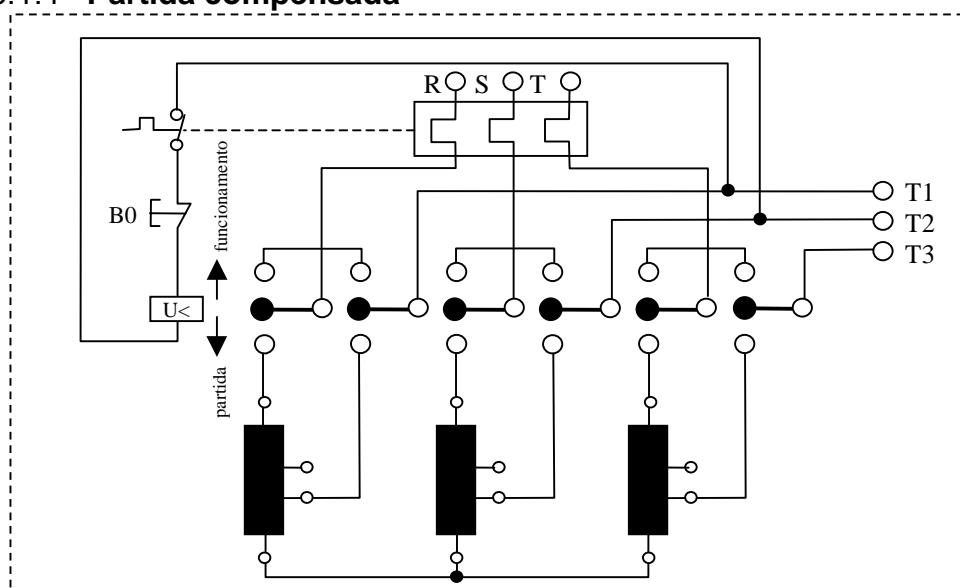 Partida compensada
R S T
funcionamento
B0
T1
T2
T3
U<
partida